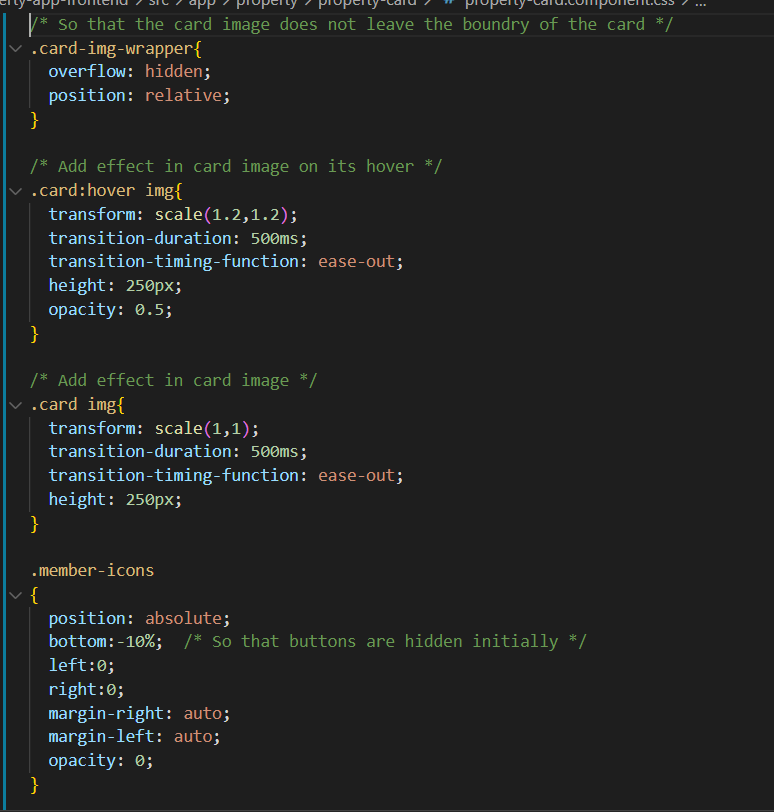 erty-app-frontend > src > app > property > property-card > # property-card.component.css > ...
/* So that the card image does not leave the boundry of the card */
.card-img-wrapper{
overflow: hidden;
position: relative;
}
/* Add effect in card image on its hover */
.card:hover img{
transform: scale(1.2,1.2);
transition-duration: 500ms;
transition-timing-function: ease-out;
height: 250px;
opacity: 0.5;
}
/* Add effect in card image */
.card img{
transform: scale(1,1);
transition-duration: 500ms;
transition-timing-function: ease-out;
height: 250px;
}
.member-icons
{
position: absolute;
bottom:-10%;  /* So that buttons are hidden initially */
left:0;
right:0;
margin-right: auto;
margin-left: auto;
opacity: 0;
}